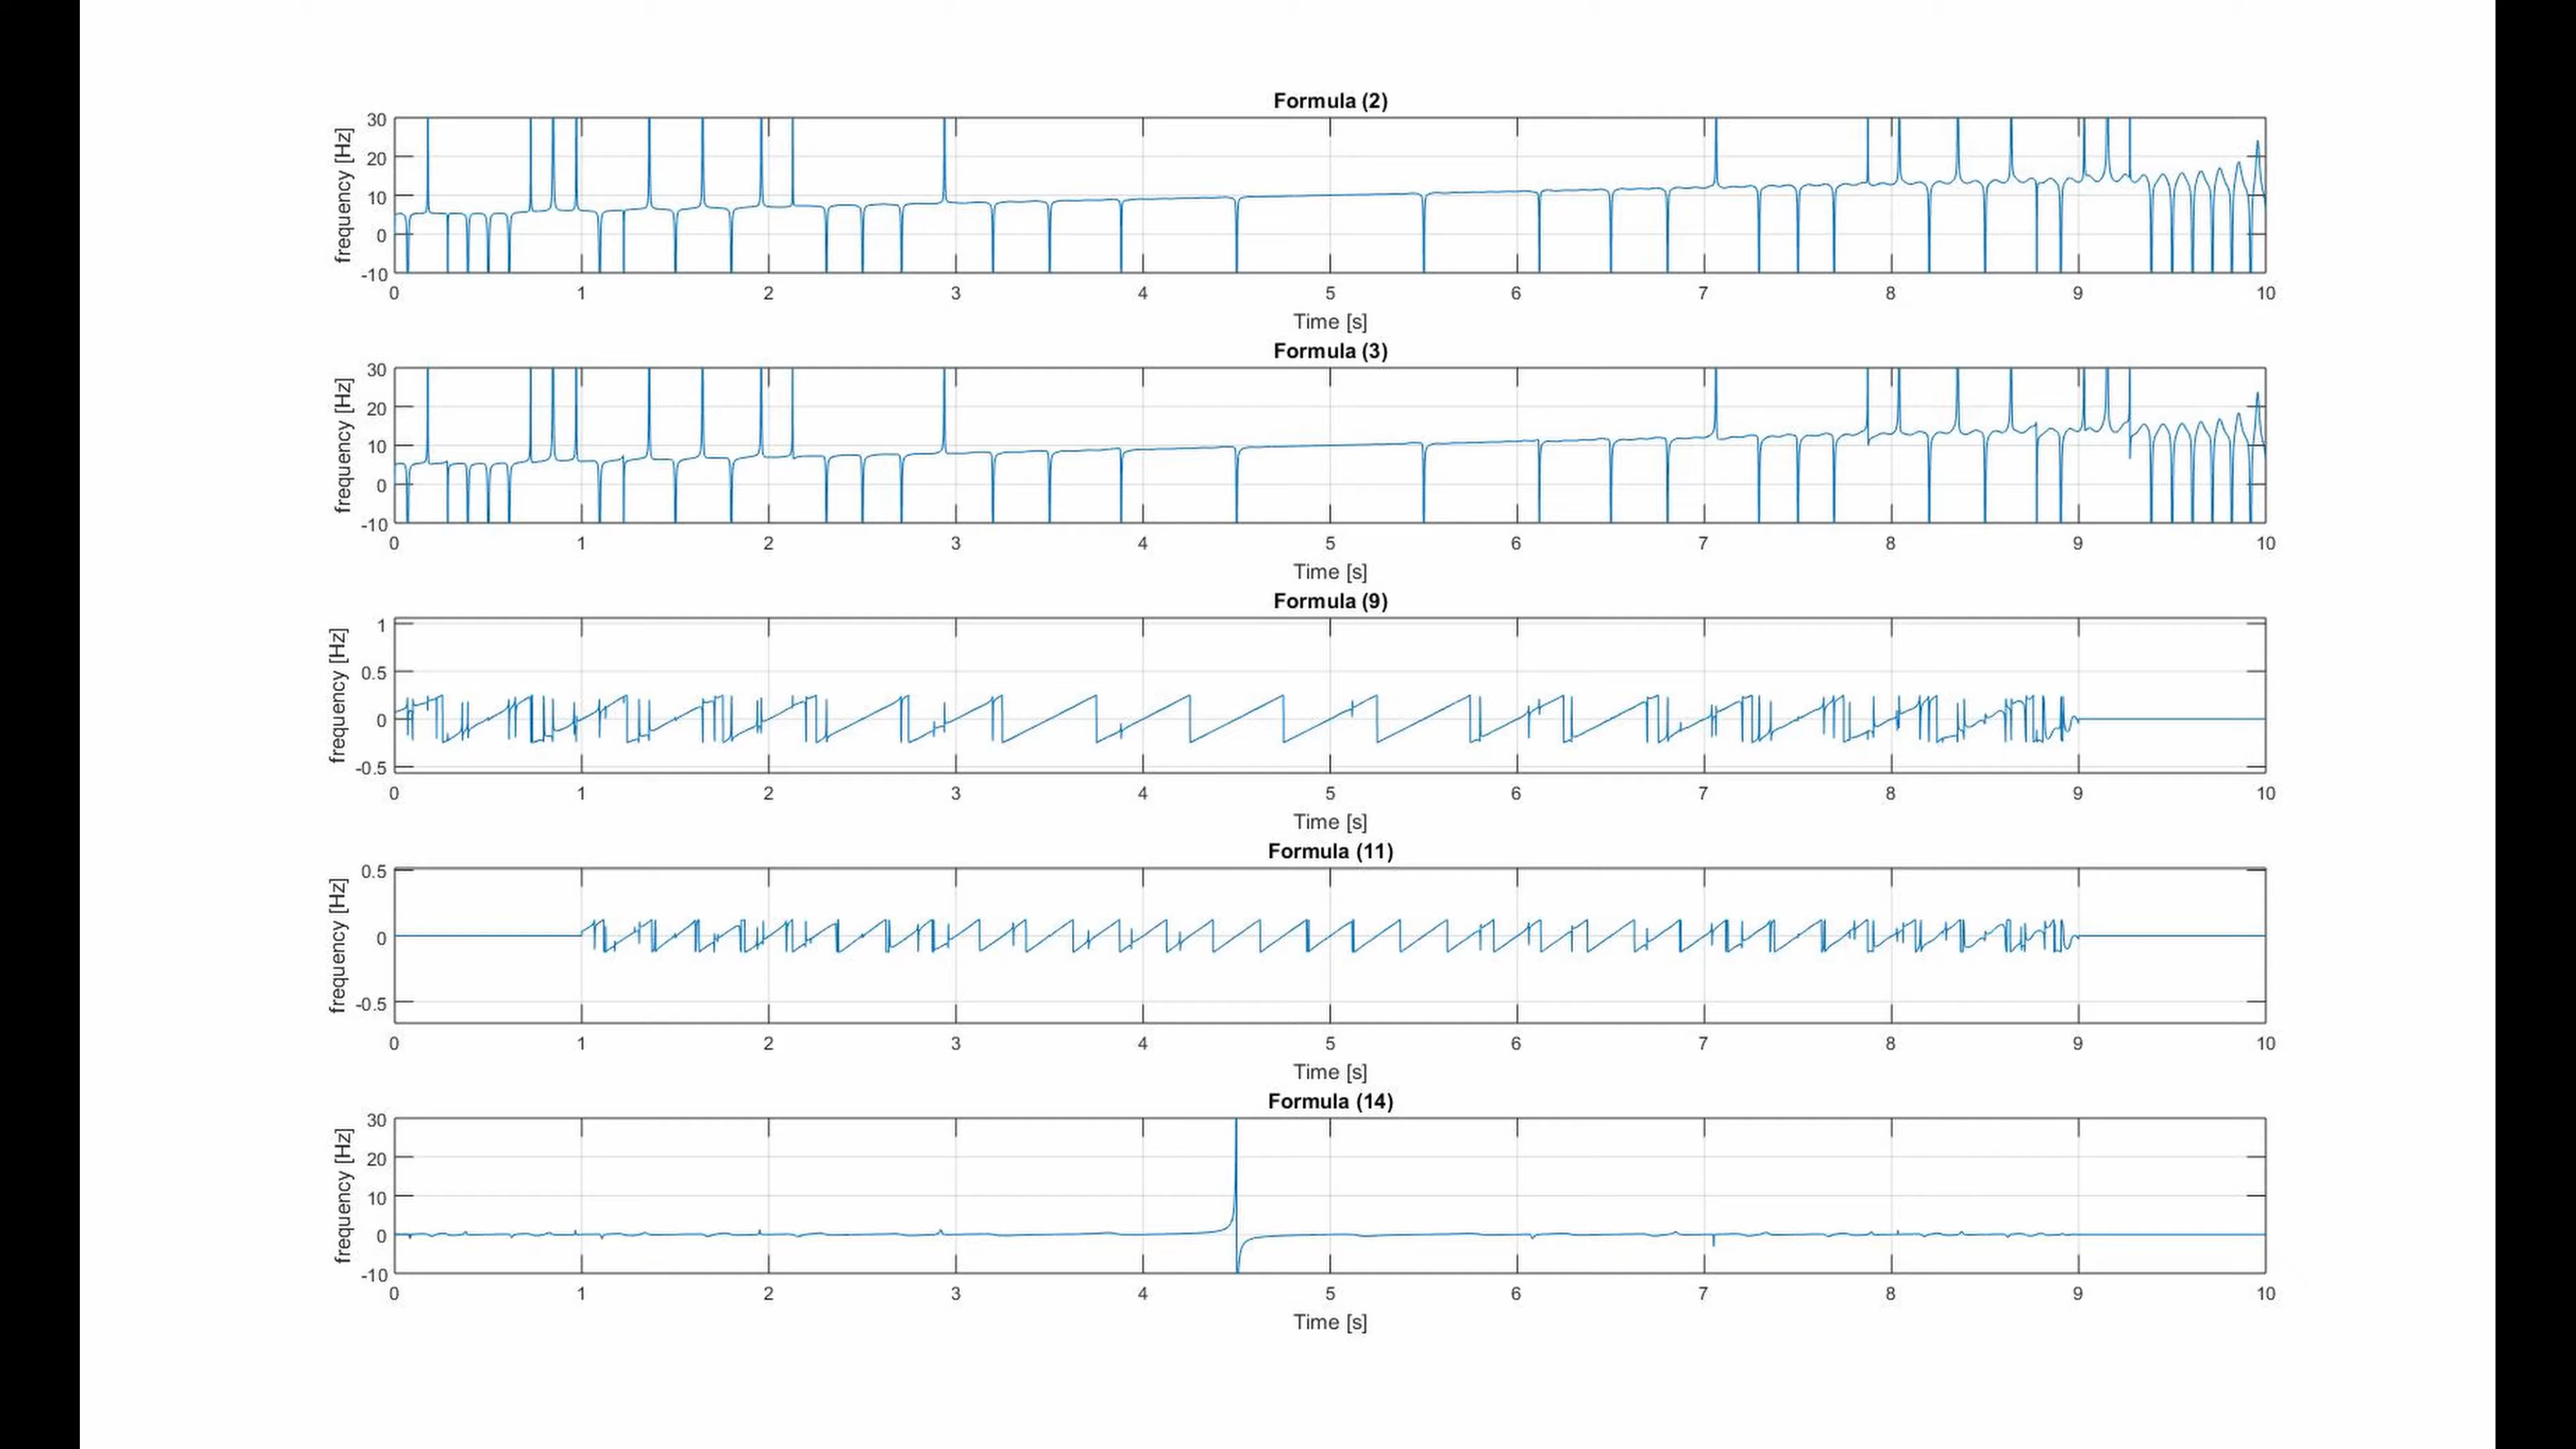 Formula (2)
frequency [Hz]
30
20
10
0
-10
0 1 2 3 4 5 6 7 8 9 10
Time [s]
Formula (3)
frequency [Hz]
30
20
10
0
-10
0 1 2 3 4 5 6 7 8 9 10
Time [s]
Formula (9)
frequency [Hz]
1
0.5
0
-0.5
0 1 2 3 4 5 6 7 8 9 10
Time [s]
Formula (11)
frequency [Hz]
0.5
0
-0.5
0 1 2 3 4 5 6 7 8 9 10
Time [s]
Formula (14)
frequency [Hz]
30
20
10
0
-10
0 1 2 3 4 5 6 7 8 9 10
Time [s]